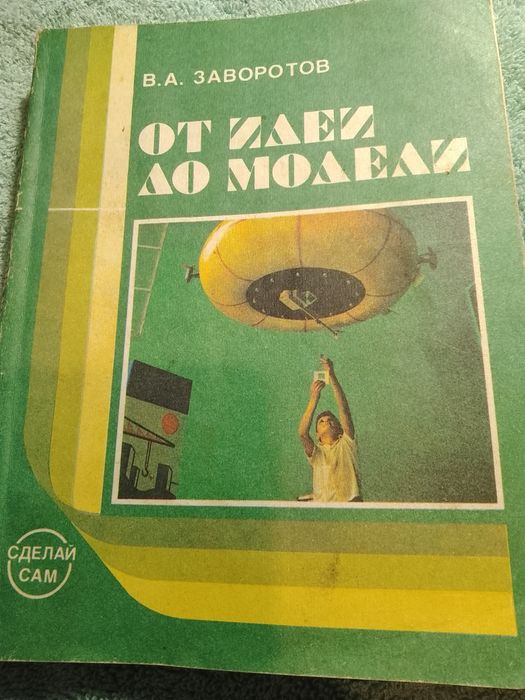 В.А. ЗАВОРОТОВ
ОТ ИДЕИ
ДО МОДЕЛИ
СДЕЛАЙ
САМ